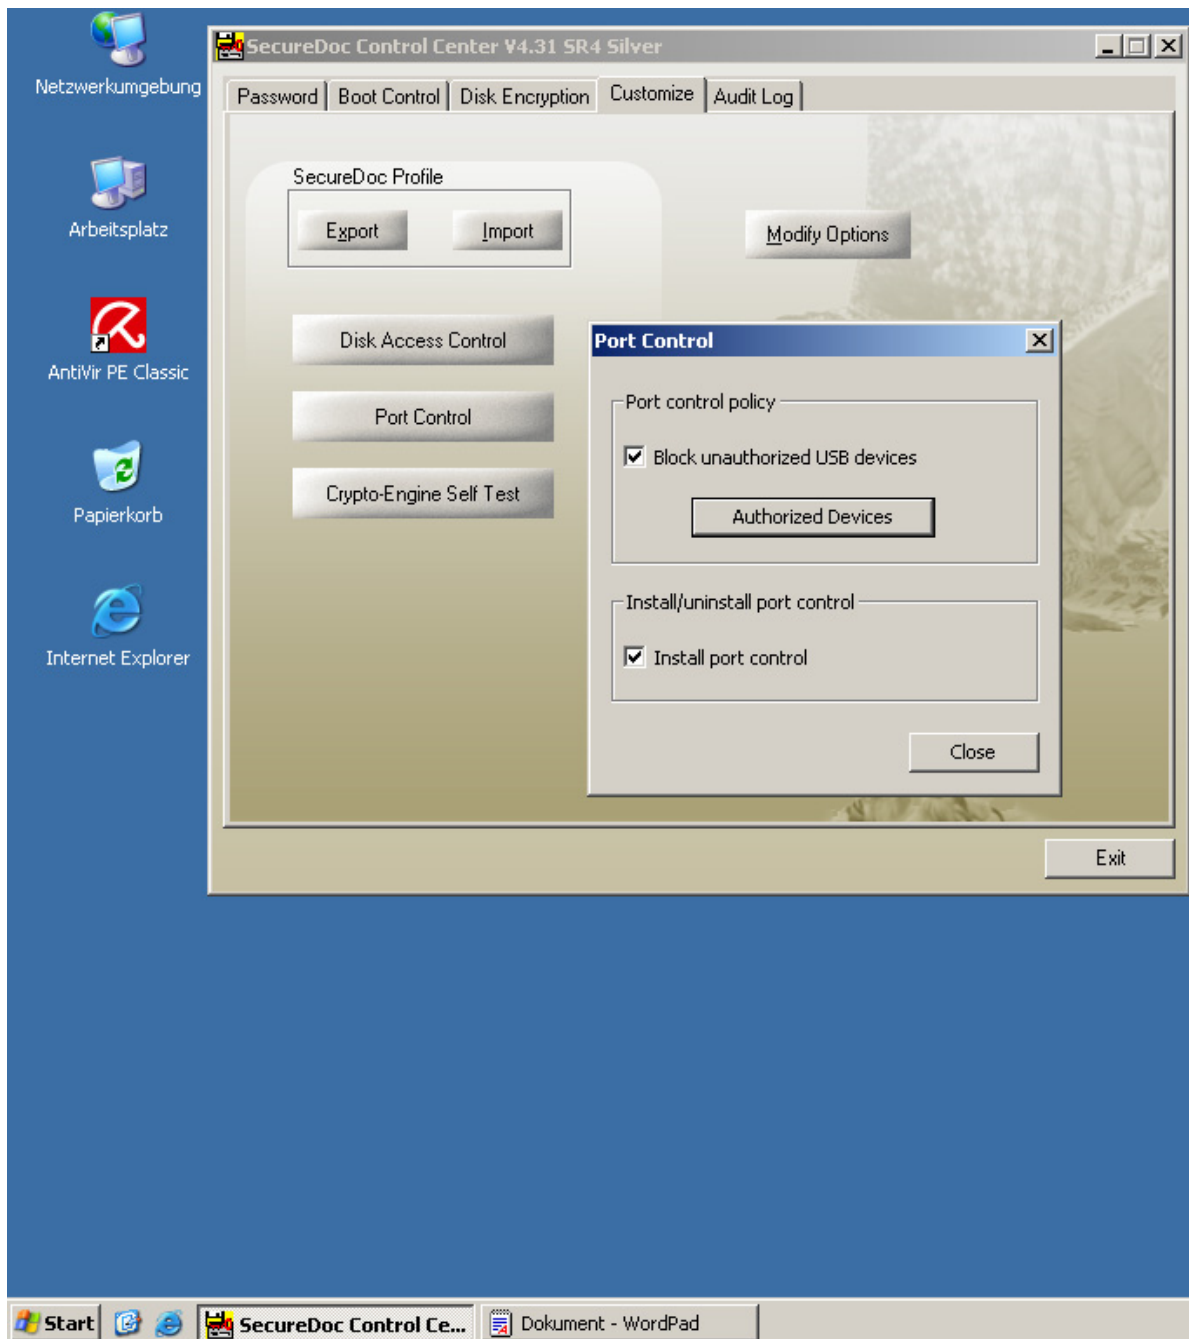 Netzwerkumgebung
Arbeitsplatz
AntiVir PE Classic
Papierkorb
Internet Explorer
SecureDoc Control Center V4.31 SR4 Silver
Password Boot Control Disk Encryption Customize Audit Log
SecureDoc Profile
Export Import
Modify Options
Disk Access Control
Port Control
Crypto-Engine Self Test
Port Control
Port control policy
Block unauthorized USB devices
Authorized Devices
Install/uninstall port control
Install port control
Close
Exit
Start SecureDoc Control Ce... Dokument - WordPad